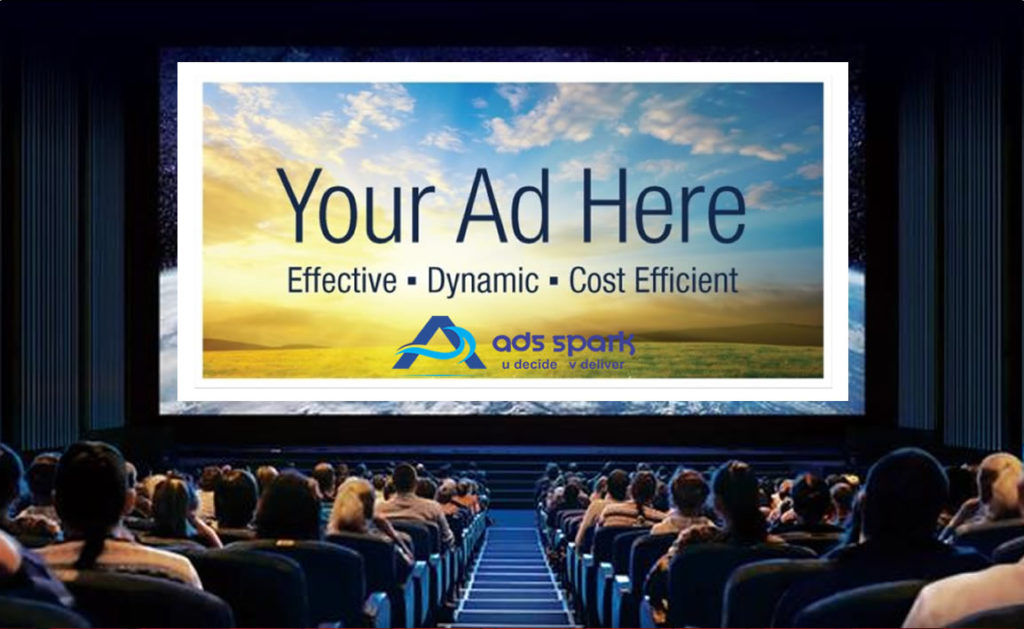 Your Ad Here
Effective ▪ Dynamic ▪ Cost Efficient
ads spark
u decide v deliver